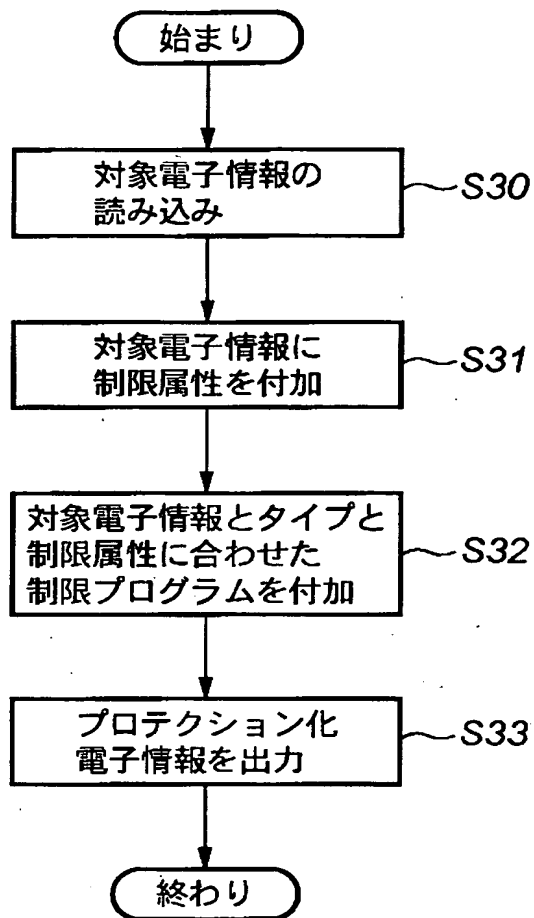 始まり
対象電子情報の
読み込み
S30
対象電子情報に
制限属性を付加
S31
対象電子情報とタイプと
制限属性に合わせた
制限プログラムを付加
S32
プロテクション化
電子情報を出力
S33
終わり